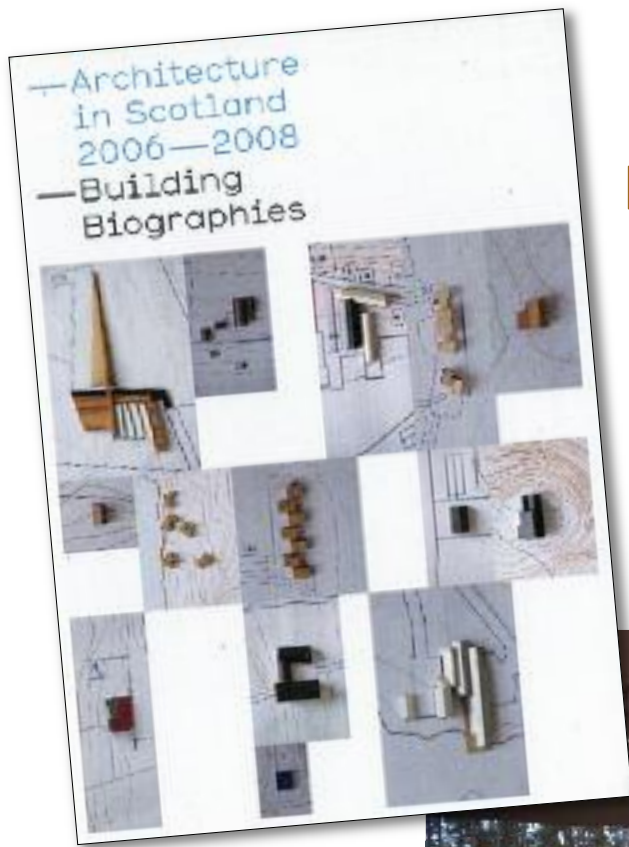 —Architecture
in Scotland
2006—2008
—Building
Biographies